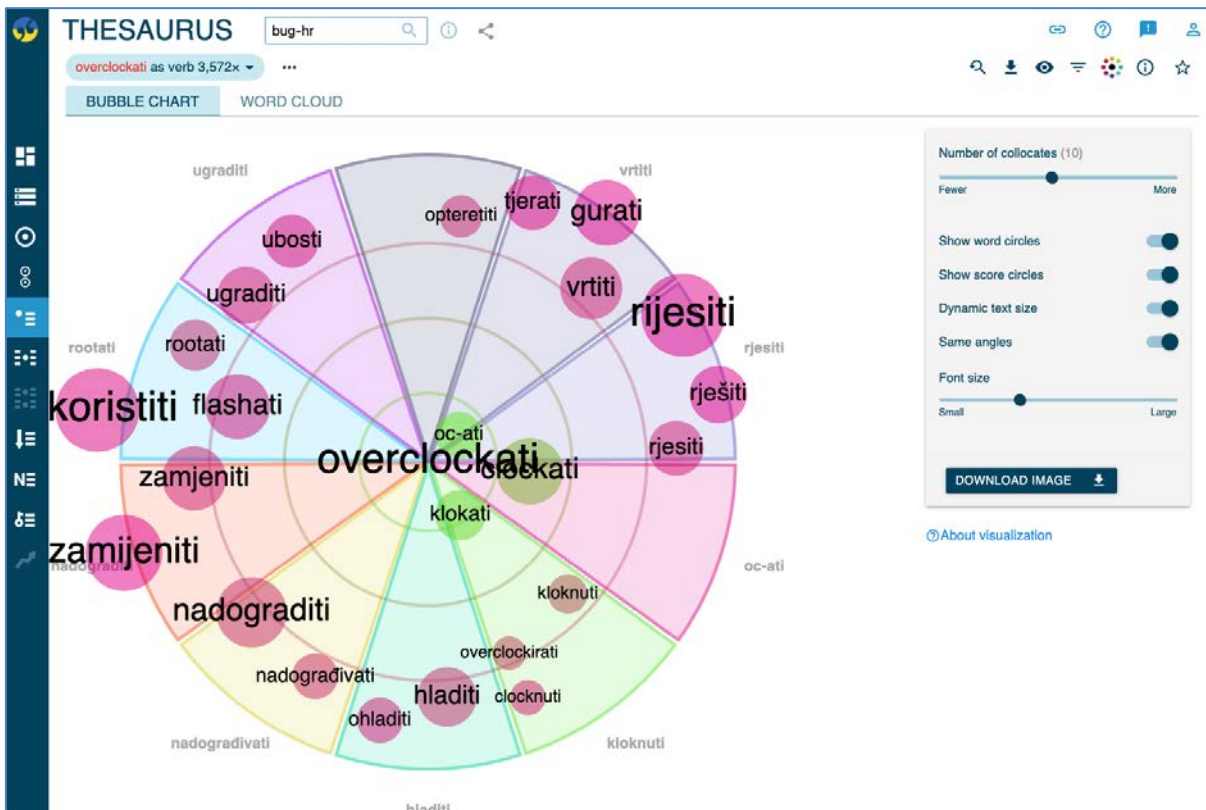 THESAURUS
bug-hr
overclockati as verb 3,572×
BUBBLE CHART
WORD CLOUD
Number of collocates (10)
Fewer
More
Show word circles
Show score circles
Dynamic text size
Same angles
Font size
Small
Large
DOWNLOAD IMAGE
About visualization
ugraditi
vrtiti
opteretiti
tjerati
gurati
ubosti
ugraditi
vrtiti
rijesiti
rootati
rootati
rjesiti
koristiti
flashati
rješiti
oc-ati
rjesiti
overclockati
clockati
zamjeniti
klokati
zamijeniti
nadograditi
oc-ati
kloknuti
nadograditi
overclockirati
nadograđivati
hladiti
clocknuti
ohladiti
nadograđivati
kloknuti
hladiti
N